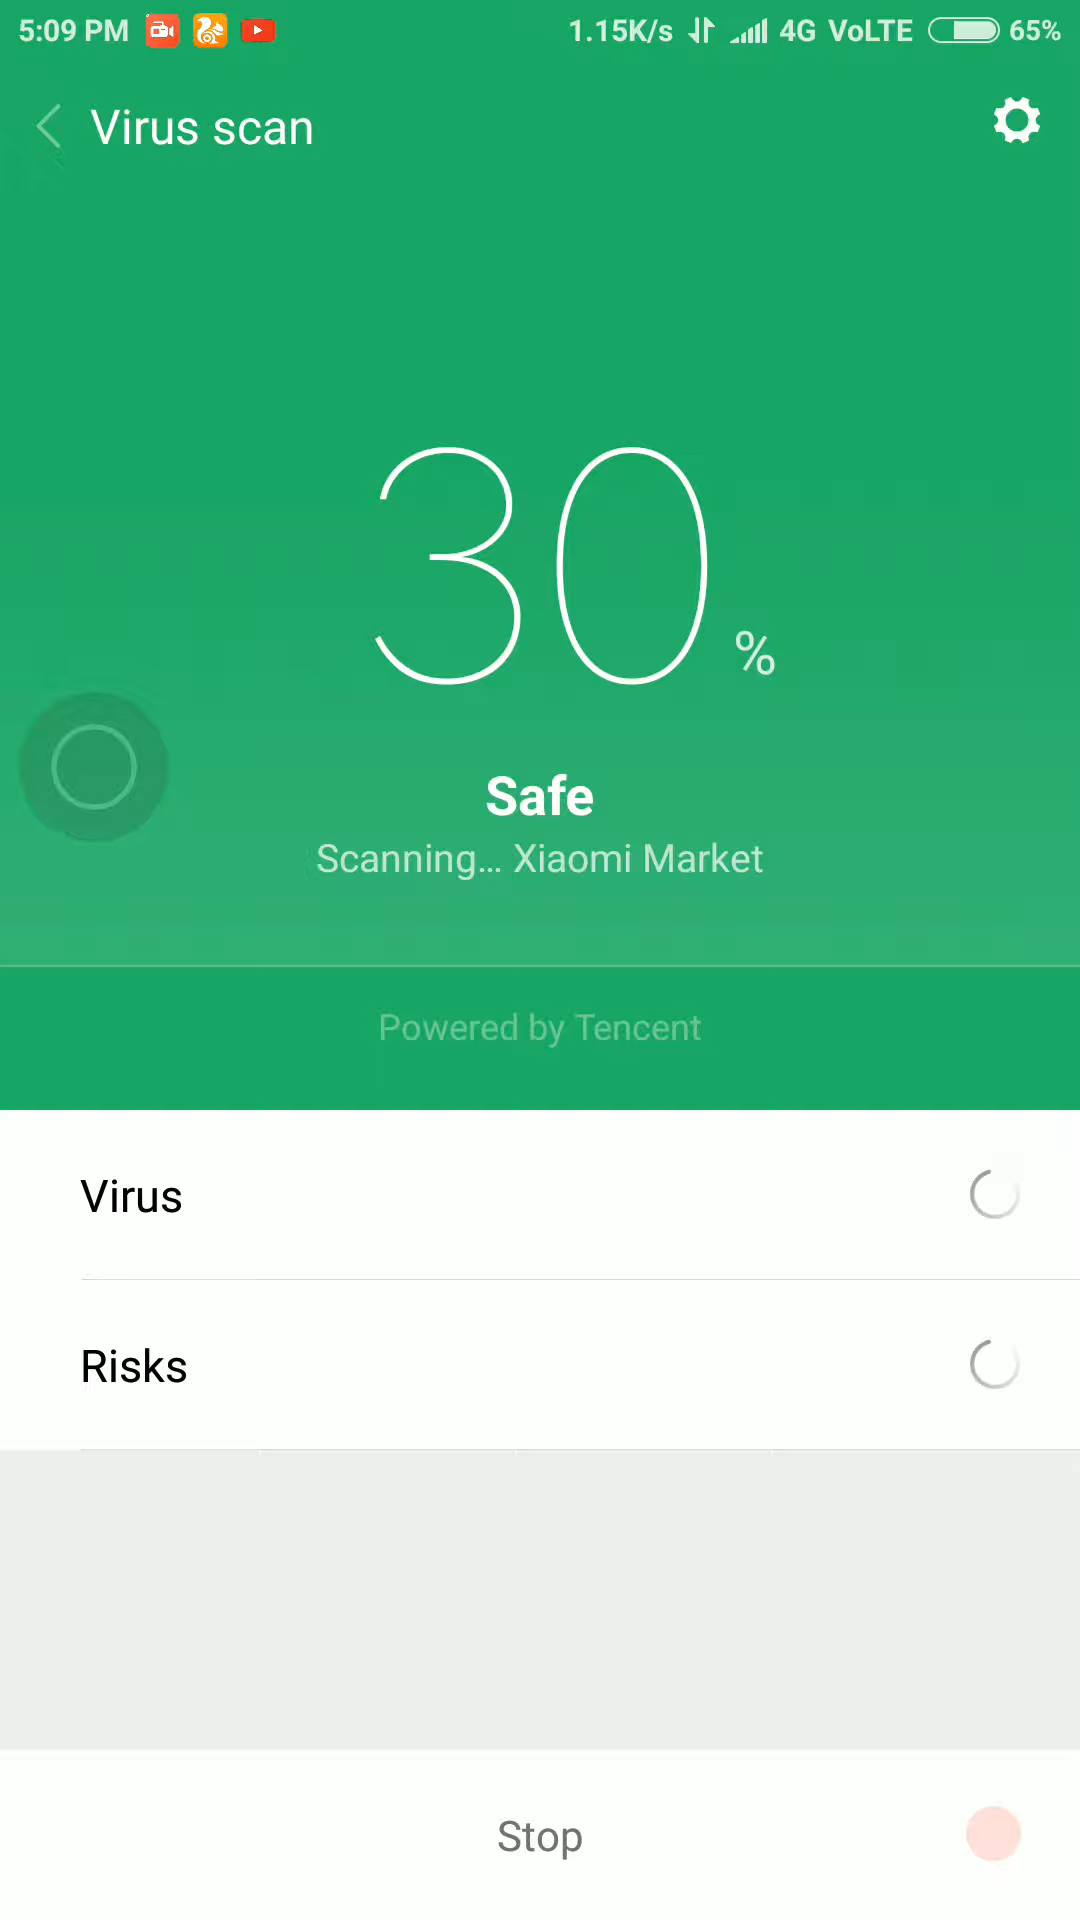 5:09 PM 1.15K/s 4G VoLTE 65%
Virus scan
30%
Safe
Scanning... Xiaomi Market
Powered by Tencent
Virus
Risks
Stop